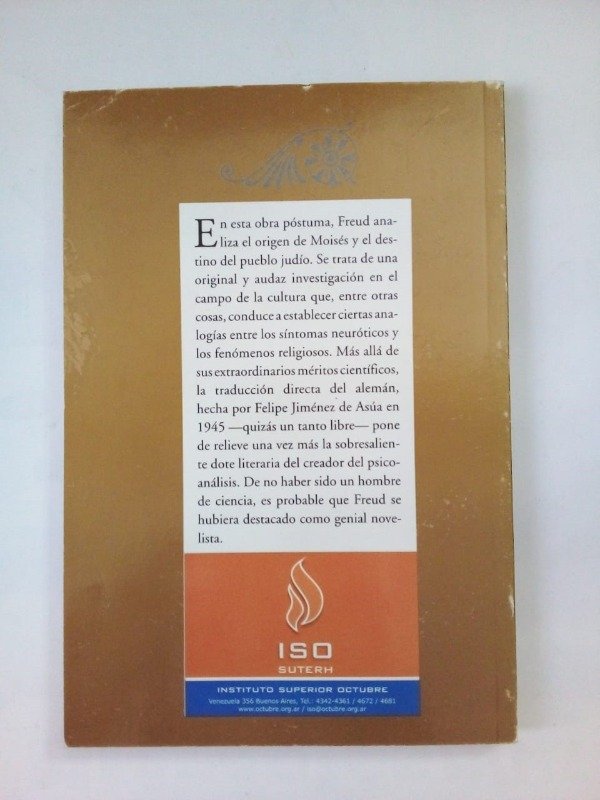 En esta obra póstuma, Freud ana-
liza el origen de Moisés y el des-
tino del pueblo judío. Se trata de una
original y audaz investigación en el
campo de la cultura que, entre otras
cosas, conduce a establecer ciertas ana-
logías entre los síntomas neuróticos y
los fenómenos religiosos. Más allá de
sus extraordinarios méritos científicos,
la traducción directa del alemán,
hecha por Felipe Jiménez de Asúa en
1945 —quizás un tanto libre— pone
de relieve una vez más la sobresalien-
te dote literaria del creador del psico-
análisis. De no haber sido un hombre
de ciencia, es probable que Freud se
hubiera destacado como genial nove-
lista.
ISO
SUTERH
INSTITUTO SUPERIOR OCTUBRE
Venezuela 356 Buenos Aires, Tel.: 4342-4361 / 4672 / 4681
www.octubre.org.ar / iso@octubre.org.ar